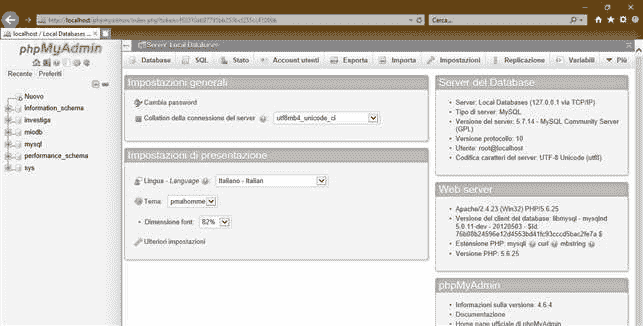 localhost / Local Databases
Cerca...
phpMyAdmin
Recente Preferiti
Nuovo
information_schema
investiga
miodb
mysql
performance_schema
sys
Server: Local Databases
Database
SQL
Stato
Account utenti
Esporta
Importa
Impostazioni
Replicazione
Variabili
Più
Impostazioni generali
Cambia password
Collation della connessione del server
utf8mb4_unicode_ci
Impostazioni di presentazione
Lingua - Language
Italiano - Italian
Tema:
pmahomme
Dimensione font:
82%
Ulteriori impostazioni
Server del Database
Server: Local Databases (127.0.0.1 via TCP/IP)
Tipo di server: MySQL
Versione del server: 5.7.14 - MySQL Community Server
(GPL)
Versione protocollo: 10
Utente: root@localhost
Codifica caratteri del server: UTF-8 Unicode (utf8)
Web server
Apache/2.4.23 (Win32) PHP/5.6.25
Versione del client del database: libmysql - mysqlnd
5.0.11-dev - 20120503 - $Id:
Estensione PHP: mysqli curl mbstring
Versione PHP: 5.6.25
phpMyAdmin
Informazioni sulla versione: 4.6.4
Documentazione
Home page ufficiale di phpMyAdmin